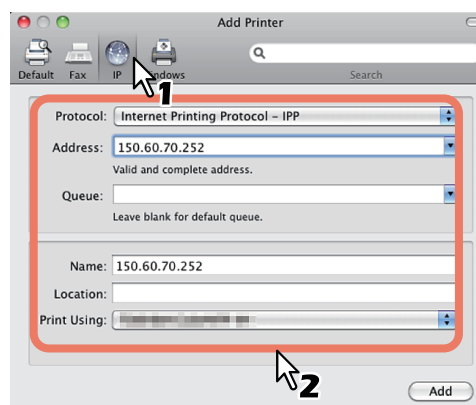 Add Printer
Default Fax IP Windows Search
1
Protocol: Internet Printing Protocol – IPP
Address: 150.60.70.252
Valid and complete address.
Queue:
Leave blank for default queue.
Name: 150.60.70.252
Location:
Print Using:
2
Add